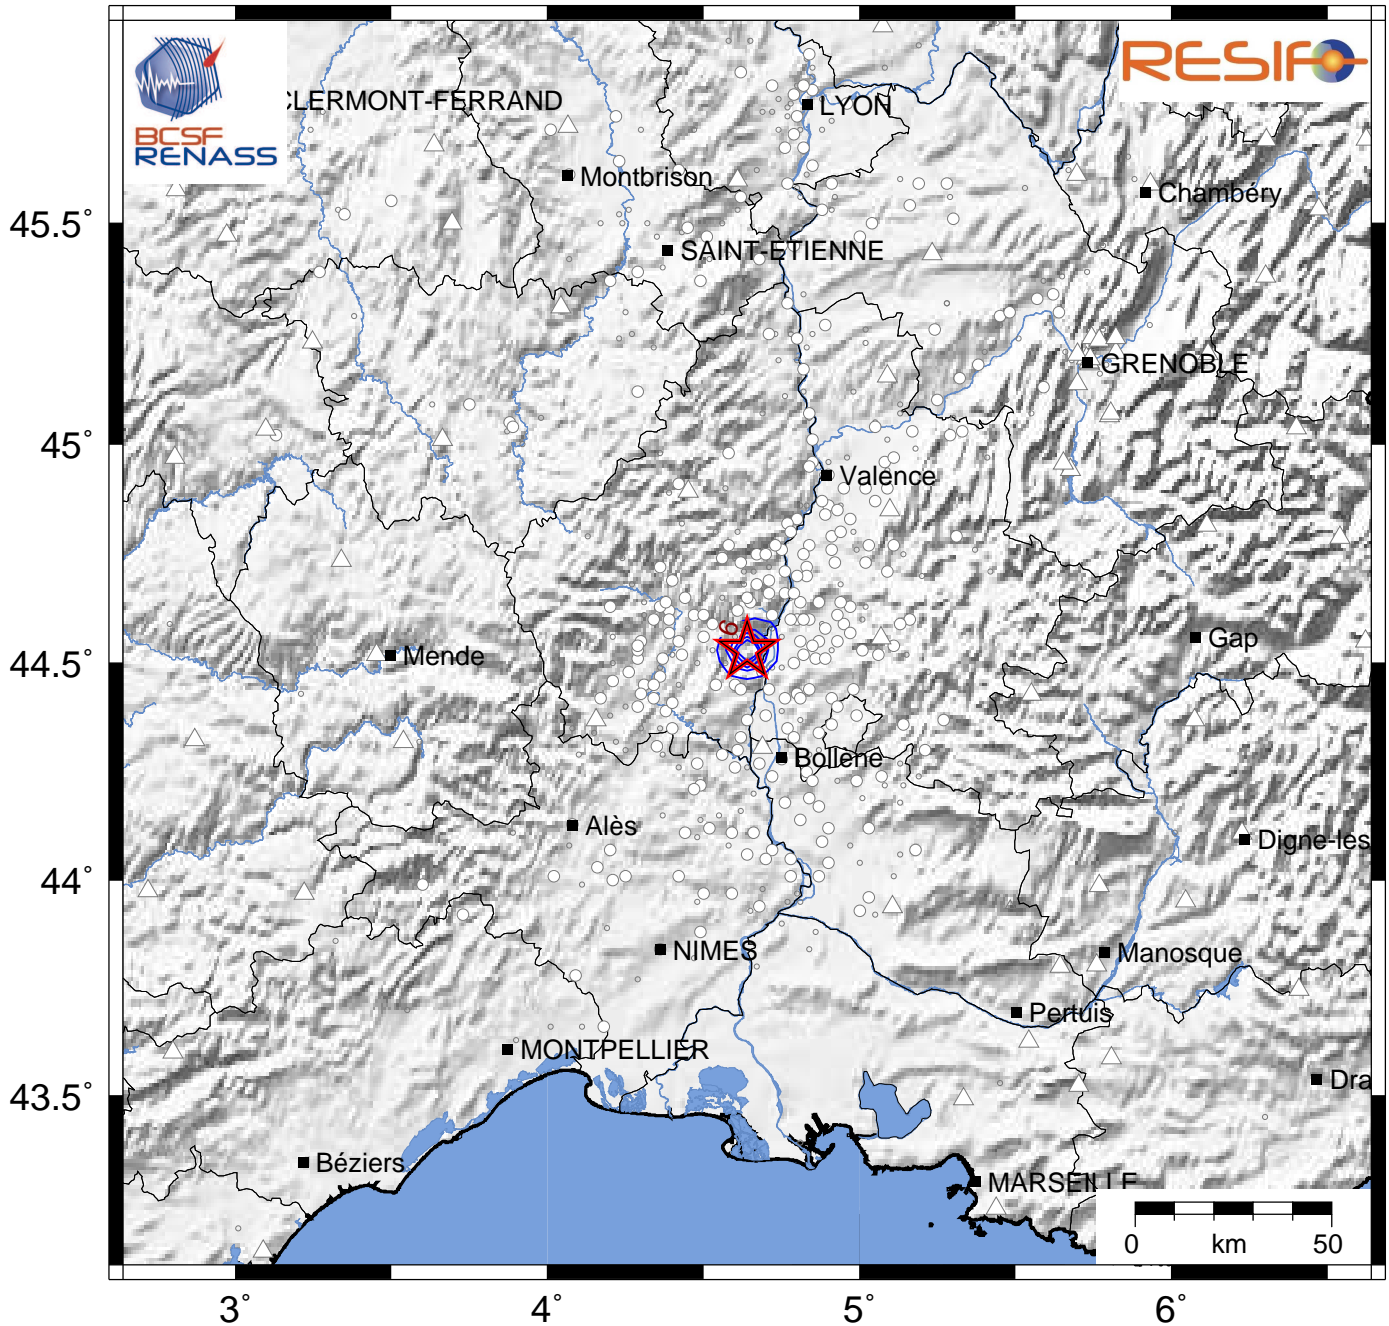 BCSF
RENASS
RESIF
CLERMONT-FERRAND
LYON
Montbrison
Chambéry
45.5°
SAINT-ETIENNE
GRENOBLE
45°
Valence
6
44.5°
Mende
Gap
Bollène
Alès
Digne-les
44°
NIMES
Manosque
Pertuis
MONTPELLIER
43.5°
Dra
Béziers
MARSEILLE
0 km 50
3° 4° 5° 6°